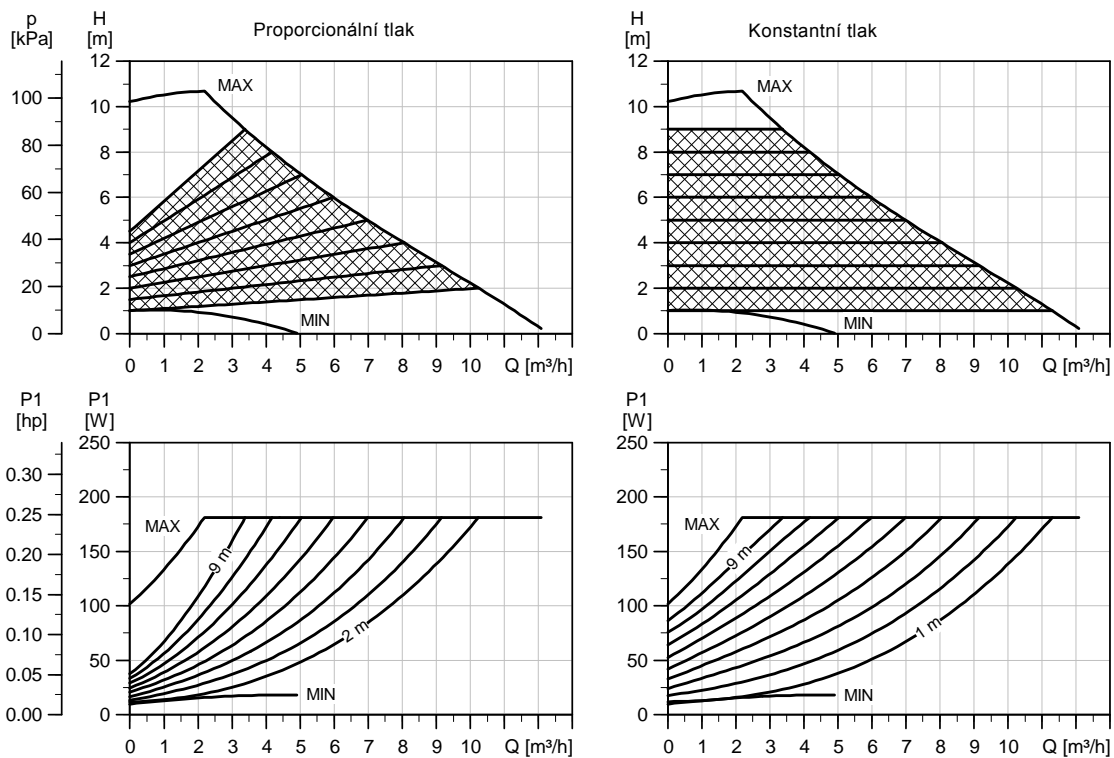 p H Proporcionální tlak
[kPa] [m]
12
MAX
100 10
80 8
60 6
40 4
20 2
MIN
0 0
0 1 2 3 4 5 6 7 8 9 10 Q [m³/h]
H Konstantní tlak
[m]
12
MAX
10
8
6
4
2
MIN
0
0 1 2 3 4 5 6 7 8 9 10 Q [m³/h]
P1 P1
[hp] [W]
250
0.30
200
0.25 MAX
9 m
0.20 150
0.15
100
0.10 2 m
0.05 50
MIN
0.00 0
0 1 2 3 4 5 6 7 8 9 10 Q [m³/h]
P1
[W]
250
200
MAX
9 m
150
100
1 m
50
MIN
0
0 1 2 3 4 5 6 7 8 9 10 Q [m³/h]